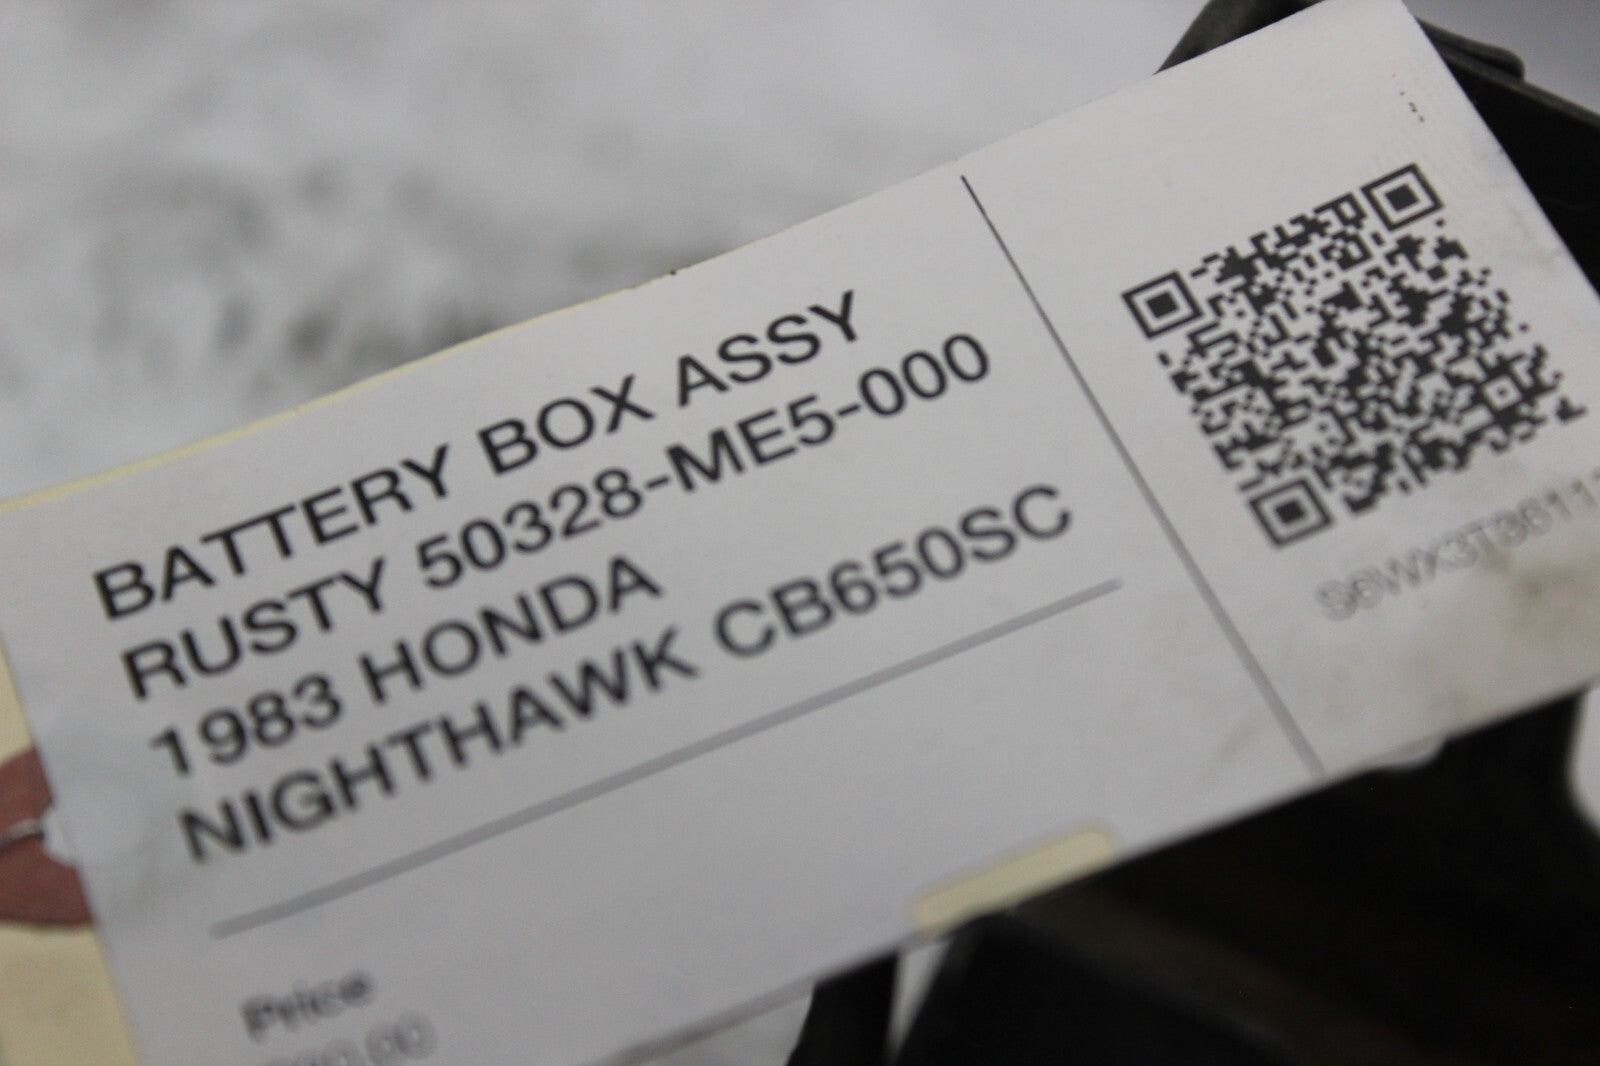 BATTERY BOX ASSY
RUSTY 50328-ME5-000
1983 HONDA
NIGHTHAWK CB650SC
Price